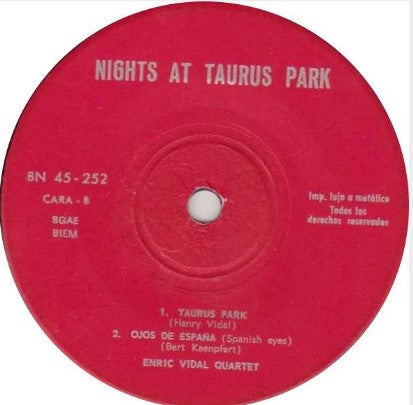 NIGHTS AT TAURUS PARK
BN 45-252
CARA - B
SGAE
BIEM
Imp. lujo a metálico
Todos los
derechos reservados
1. TAURUS PARK
(Henry Vidal)
2. OJOS DE ESPAÑA (Spanish eyes)
(Bert Kaenpfert)
ENRIC VIDAL QUARTET